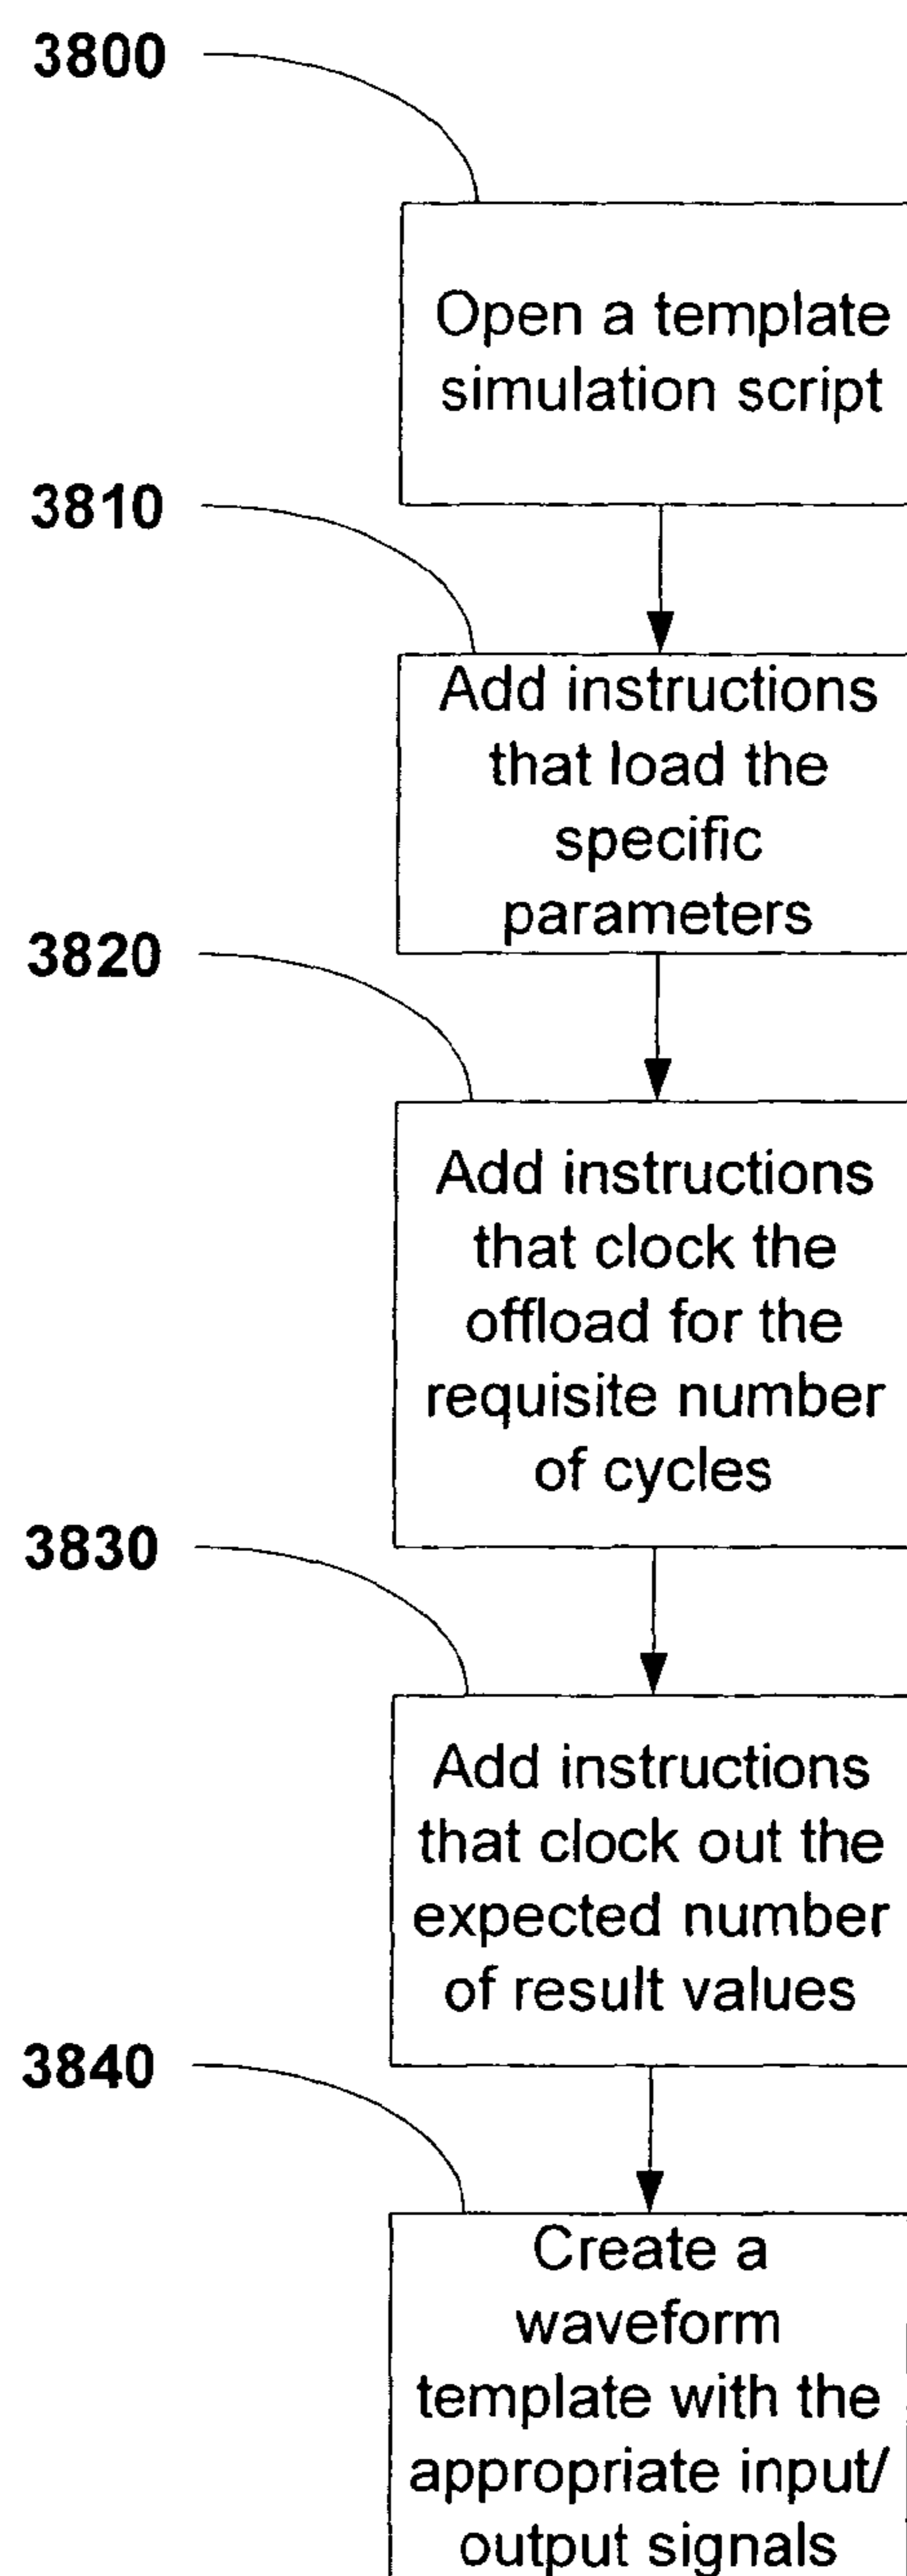 3800
Open a template
simulation script
3810
Add instructions
that load the
specific
parameters
3820
Add instructions
that clock the
offload for the
requisite number
of cycles
3830
Add instructions
that clock out the
expected number
of result values
3840
Create a
waveform
template with the
appropriate input/
output signals